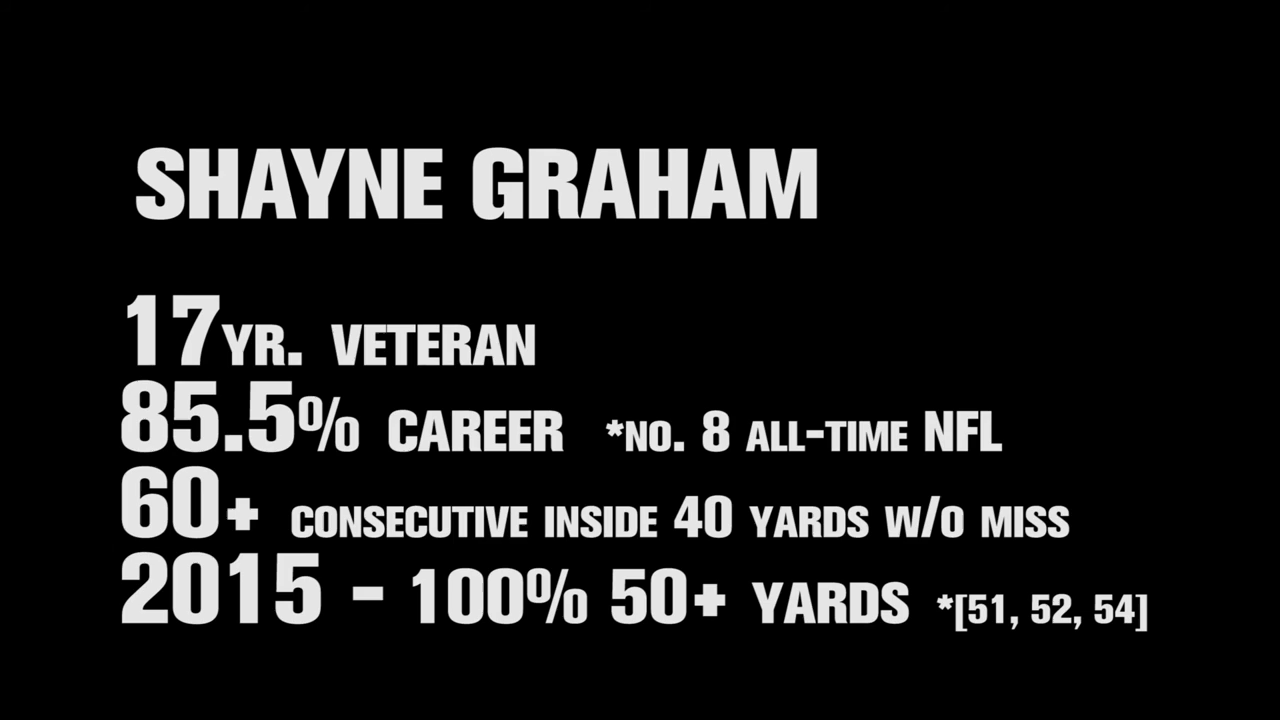 SHAYNE GRAHAM
17YR. VETERAN
85.5% CAREER *NO. 8 ALL-TIME NFL
60+ CONSECUTIVE INSIDE 40 YARDS W/O MISS
2015 - 100% 50+ YARDS *[51, 52, 54]